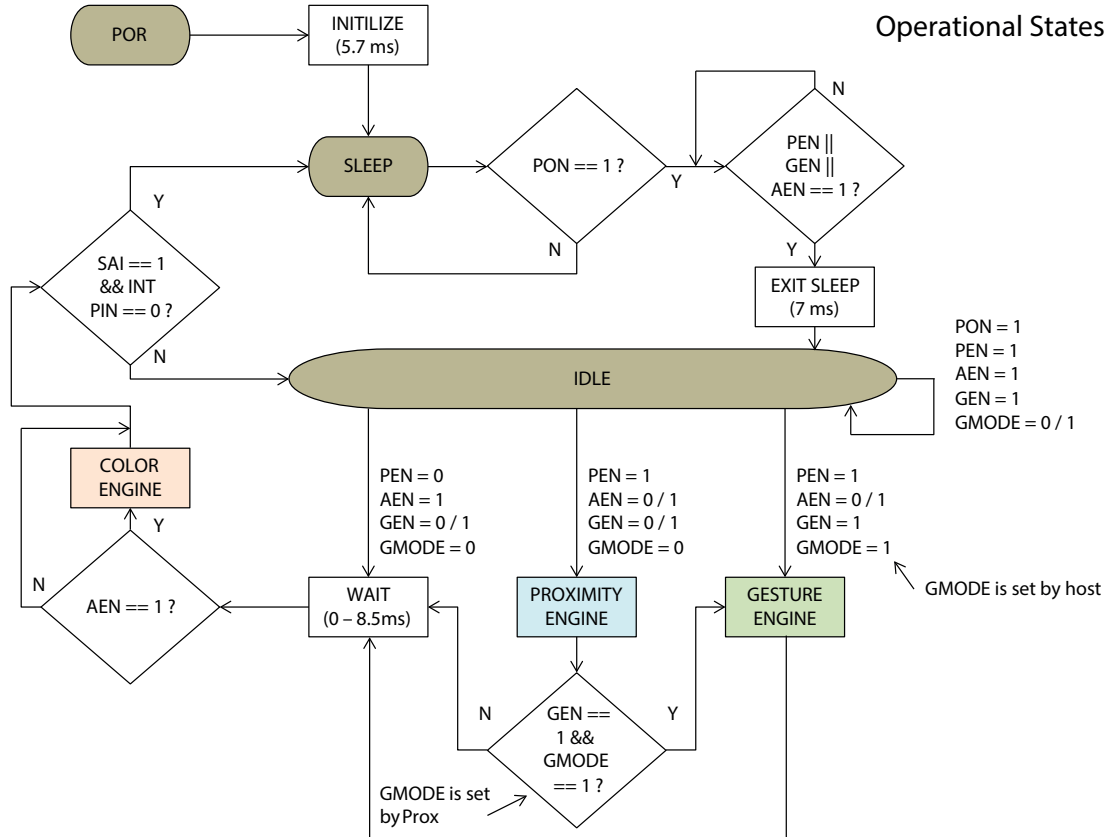 Operational States
POR
INITILIZE
(5.7 ms)
SLEEP
PON == 1 ?
Y
N
PEN ||
GEN ||
AEN == 1 ?
N
Y
EXIT SLEEP
(7 ms)
SAI == 1
&& INT
PIN == 0 ?
Y
N
IDLE
PON = 1
PEN = 1
AEN = 1
GEN = 1
GMODE = 0 / 1
PEN = 0
AEN = 1
GEN = 0 / 1
GMODE = 0
PEN = 1
AEN = 0 / 1
GEN = 0 / 1
GMODE = 0
PEN = 1
AEN = 0 / 1
GEN = 1
GMODE = 1
GMODE is set by host
COLOR
ENGINE
Y
N
AEN == 1 ?
WAIT
(0 – 8.5ms)
PROXIMITY
ENGINE
GESTURE
ENGINE
N
Y
GEN ==
1 &&
GMODE
== 1 ?
GMODE is set
by Prox